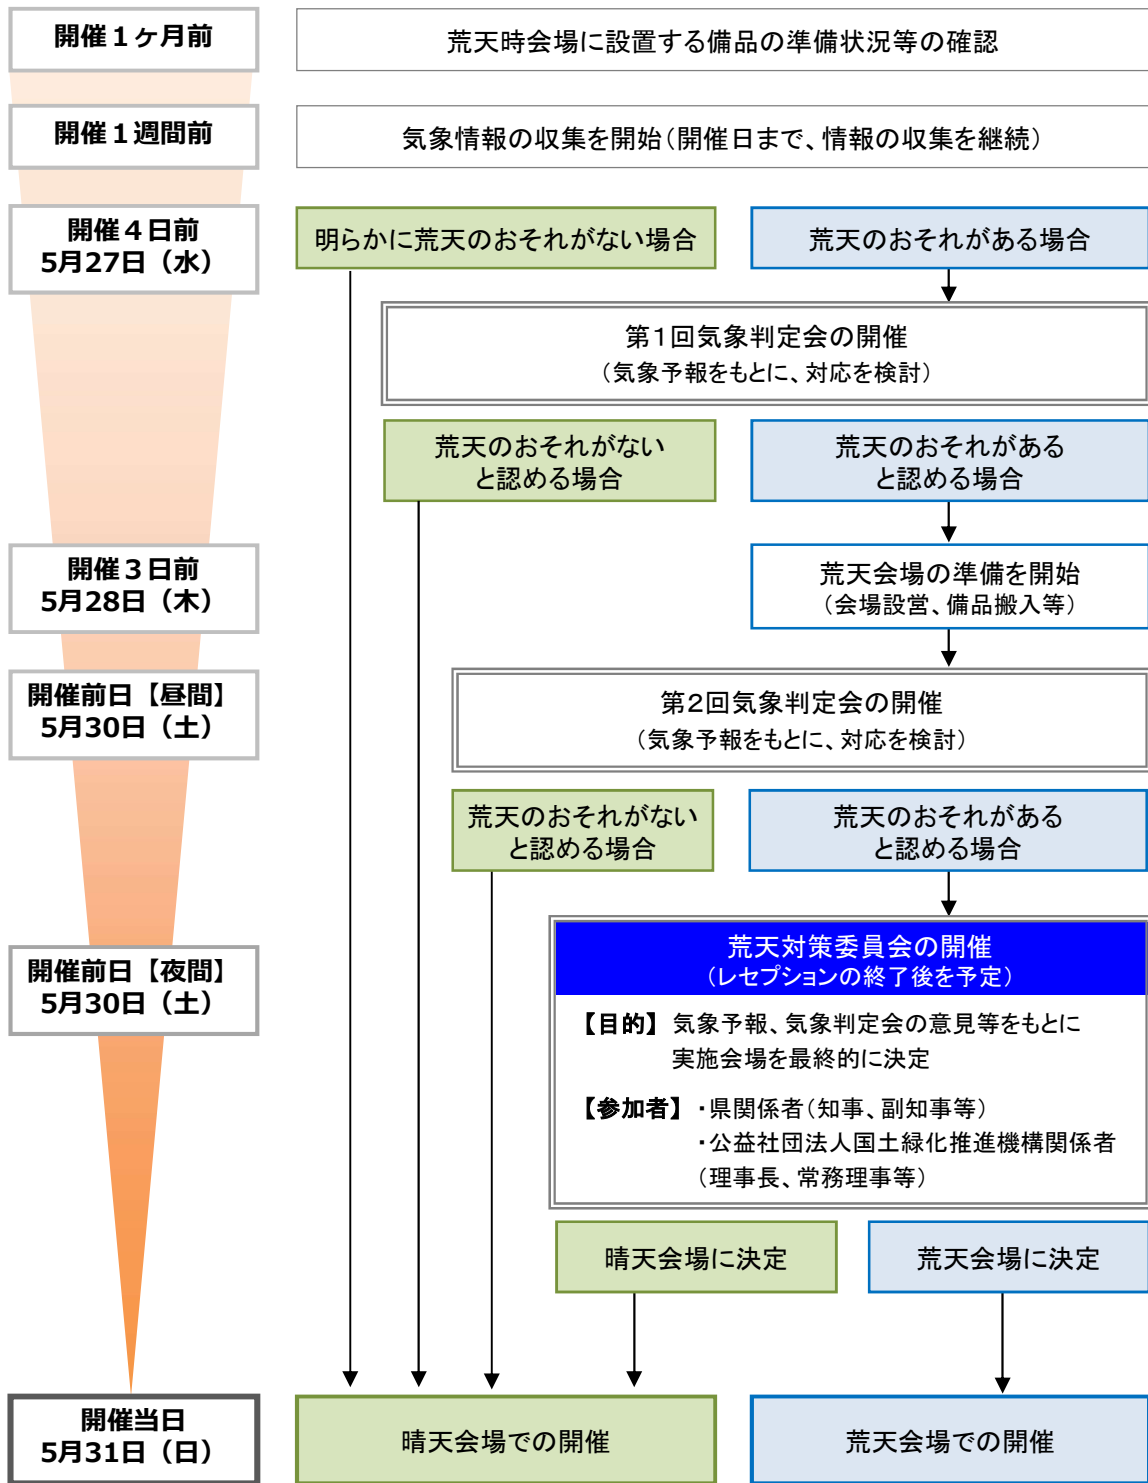 開催１ヶ月前
荒天時会場に設置する備品の準備状況等の確認
開催１週間前
気象情報の収集を開始（開催日まで、情報の収集を継続）
開催４日前
5月27日（水）
明らかに荒天のおそれがない場合
荒天のおそれがある場合
第１回気象判定会の開催
（気象予報をもとに、対応を検討）
荒天のおそれがない
と認める場合
荒天のおそれがある
と認める場合
開催３日前
5月28日（木）
荒天会場の準備を開始
（会場設営、備品搬入等）
開催前日【昼間】
5月30日（土）
第２回気象判定会の開催
（気象予報をもとに、対応を検討）
荒天のおそれがない
と認める場合
荒天のおそれがある
と認める場合
開催前日【夜間】
5月30日（土）
荒天対策委員会の開催
（レセプションの終了後を予定）
【目的】 気象予報、気象判定会の意見等をもとに
実施会場を最終的に決定
【参加者】 ・県関係者（知事、副知事等）
・公益社団法人国土緑化推進機構関係者
（理事長、常務理事等）
晴天会場に決定
荒天会場に決定
開催当日
5月31日（日）
晴天会場での開催
荒天会場での開催